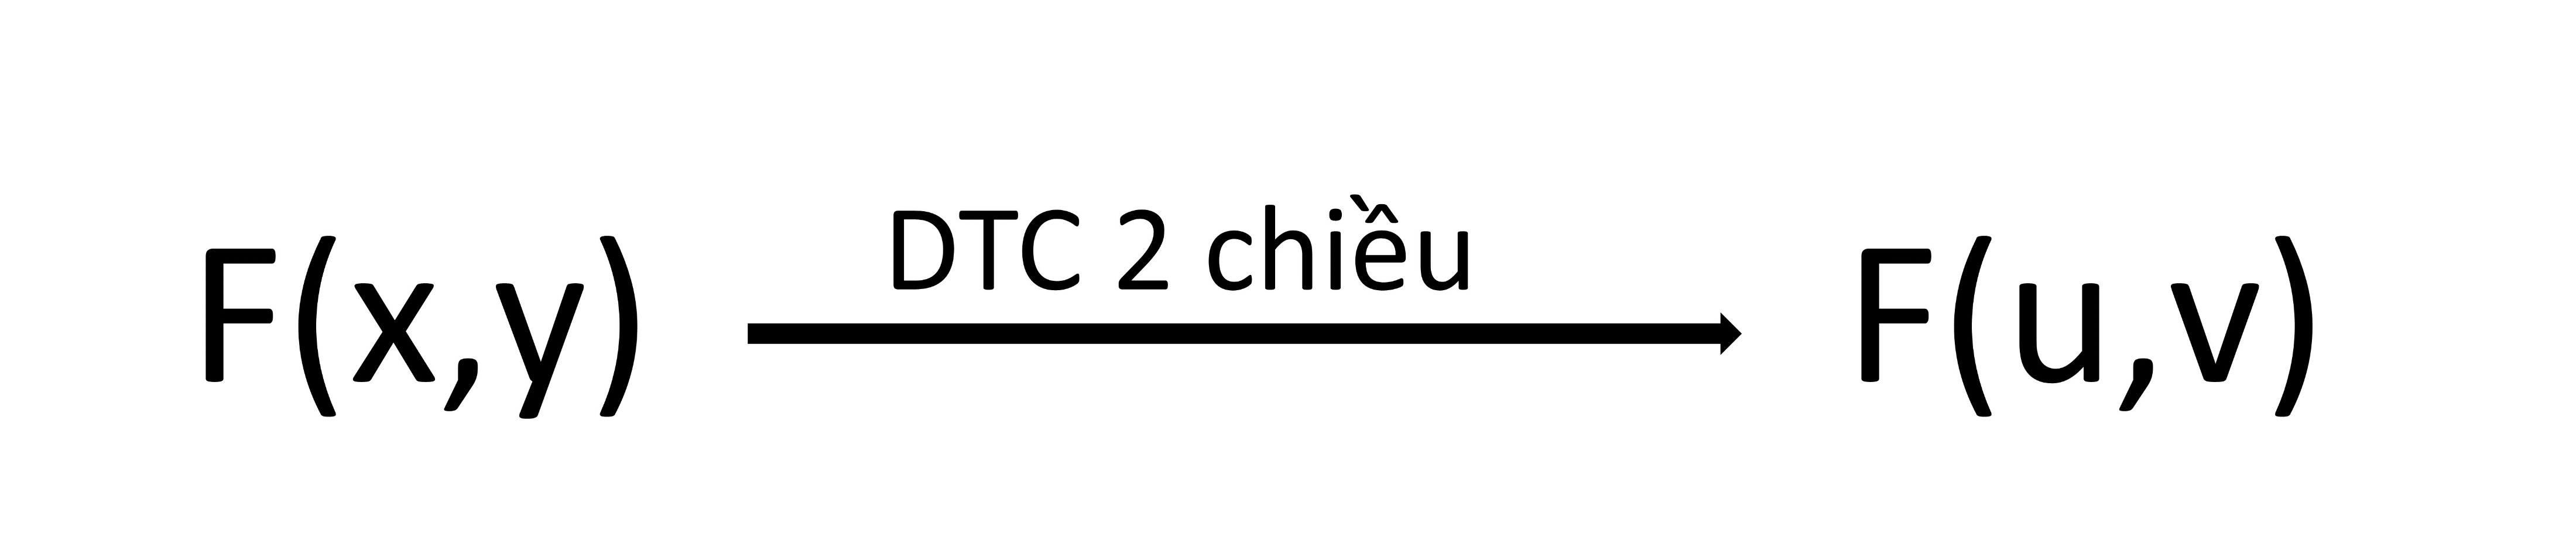 DTC 2 chiều
F(x,y) F(u,v)